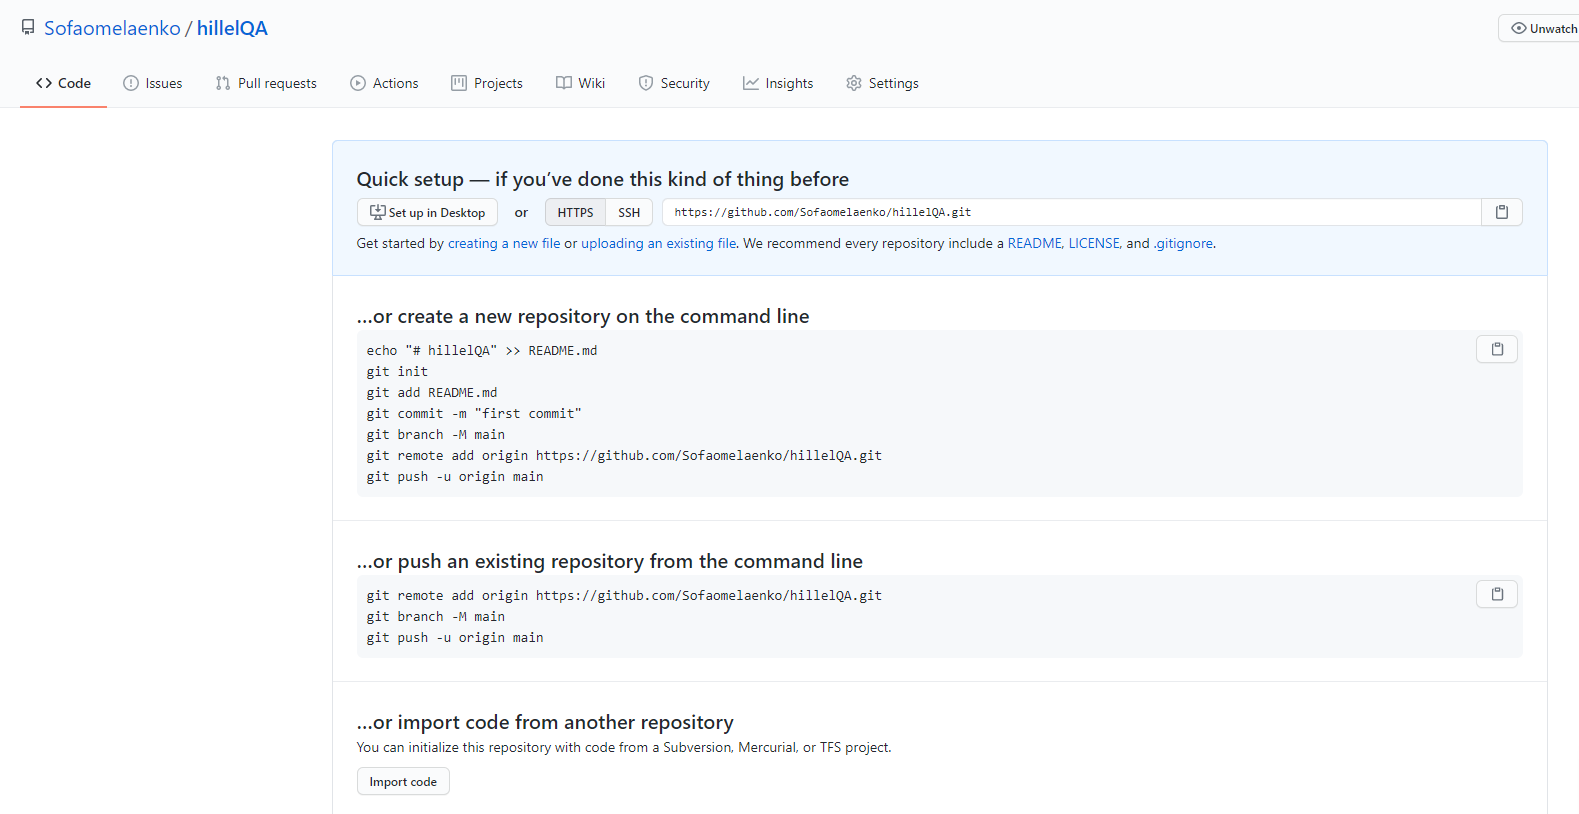 Sofaomelaenko / hillelQA
Unwatch
Code Issues Pull requests Actions Projects Wiki Security Insights Settings
Quick setup — if you've done this kind of thing before
Set up in Desktop or HTTPS SSH https://github.com/Sofaomelaenko/hillelQA.git
Get started by creating a new file or uploading an existing file. We recommend every repository include a README, LICENSE, and .gitignore.
…or create a new repository on the command line
echo "# hillelQA" >> README.md
git init
git add README.md
git commit -m "first commit"
git branch -M main
git remote add origin https://github.com/Sofaomelaenko/hillelQA.git
git push -u origin main
…or push an existing repository from the command line
git remote add origin https://github.com/Sofaomelaenko/hillelQA.git
git branch -M main
git push -u origin main
…or import code from another repository
You can initialize this repository with code from a Subversion, Mercurial, or TFS project.
Import code